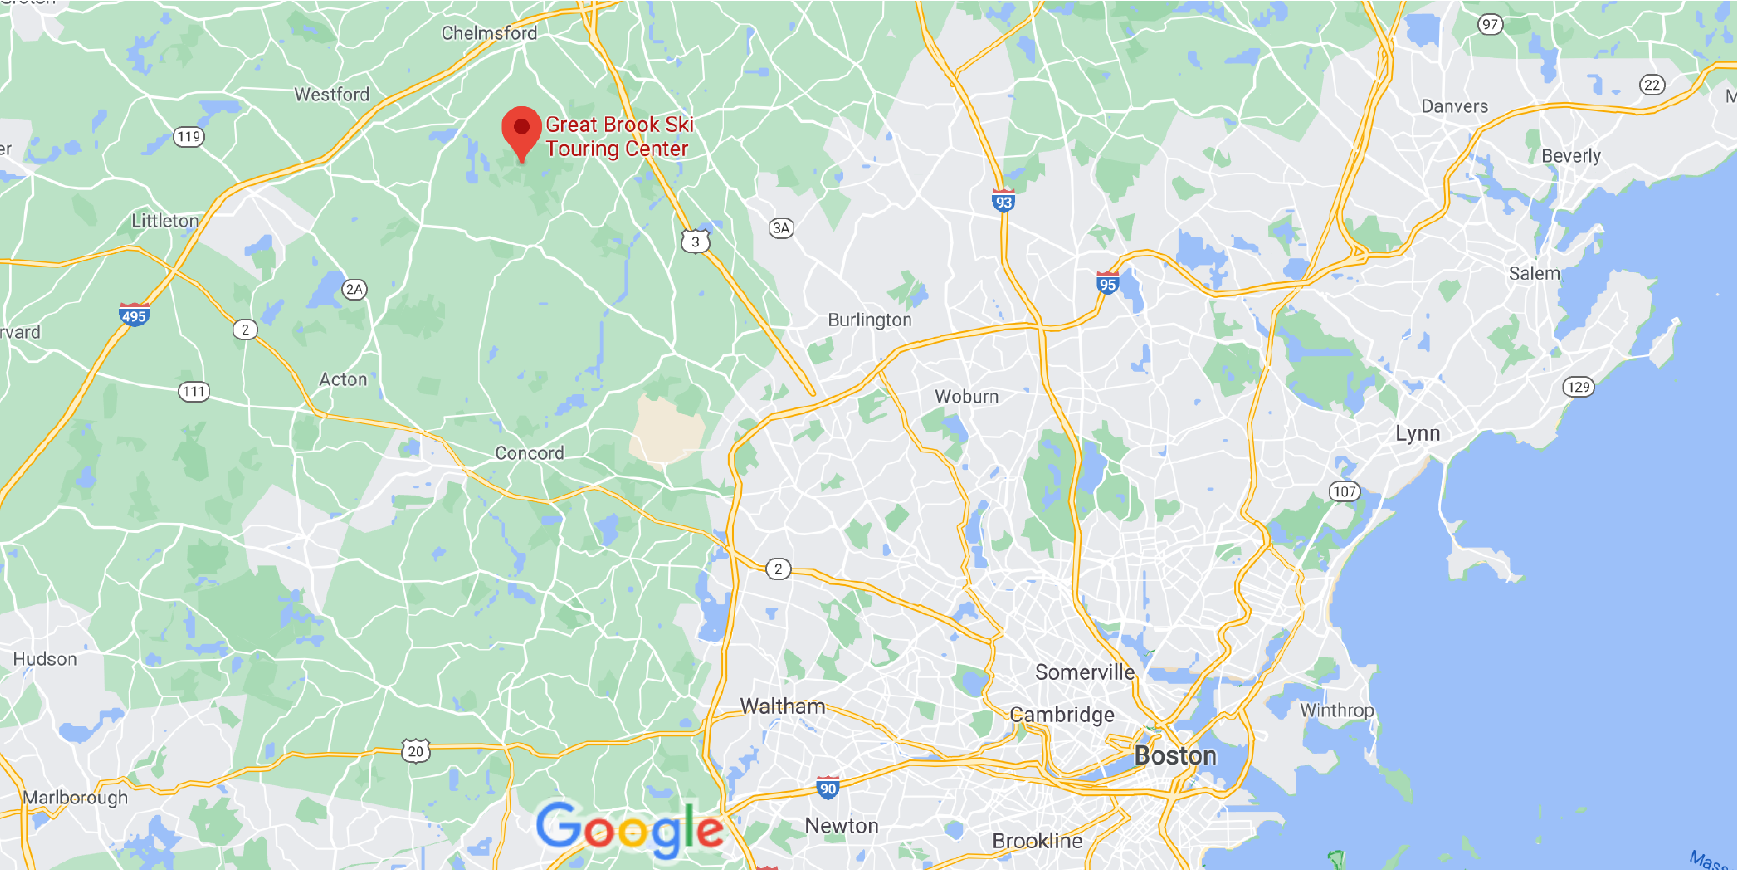 Chelmsford
97
Westford
22
Danvers
119
Great Brook Ski
Touring Center
Beverly
93
Littleton
3A
3
Salem
95
2A
495
Burlington
2
Acton
111
129
Woburn
Lynn
Concord
107
2
Hudson
Somerville
Waltham
Cambridge
Winthrop
20
Boston
90
Marlborough
Google
Newton
Brookline